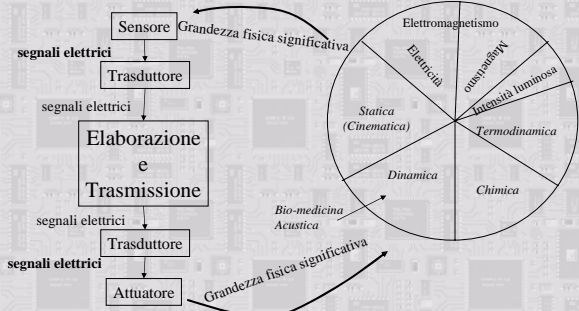 Sensore
Grandezza fisica significativa
segnali elettrici
Trasduttore
segnali elettrici
Elaborazione
e
Trasmissione
segnali elettrici
Trasduttore
segnali elettrici
Attuatore
Grandezza fisica significativa
Elettromagnetismo
Elettricità
Magnetismo
Intensità luminosa
Statica
(Cinematica)
Termodinamica
Dinamica
Chimica
Bio-medicina
Acustica